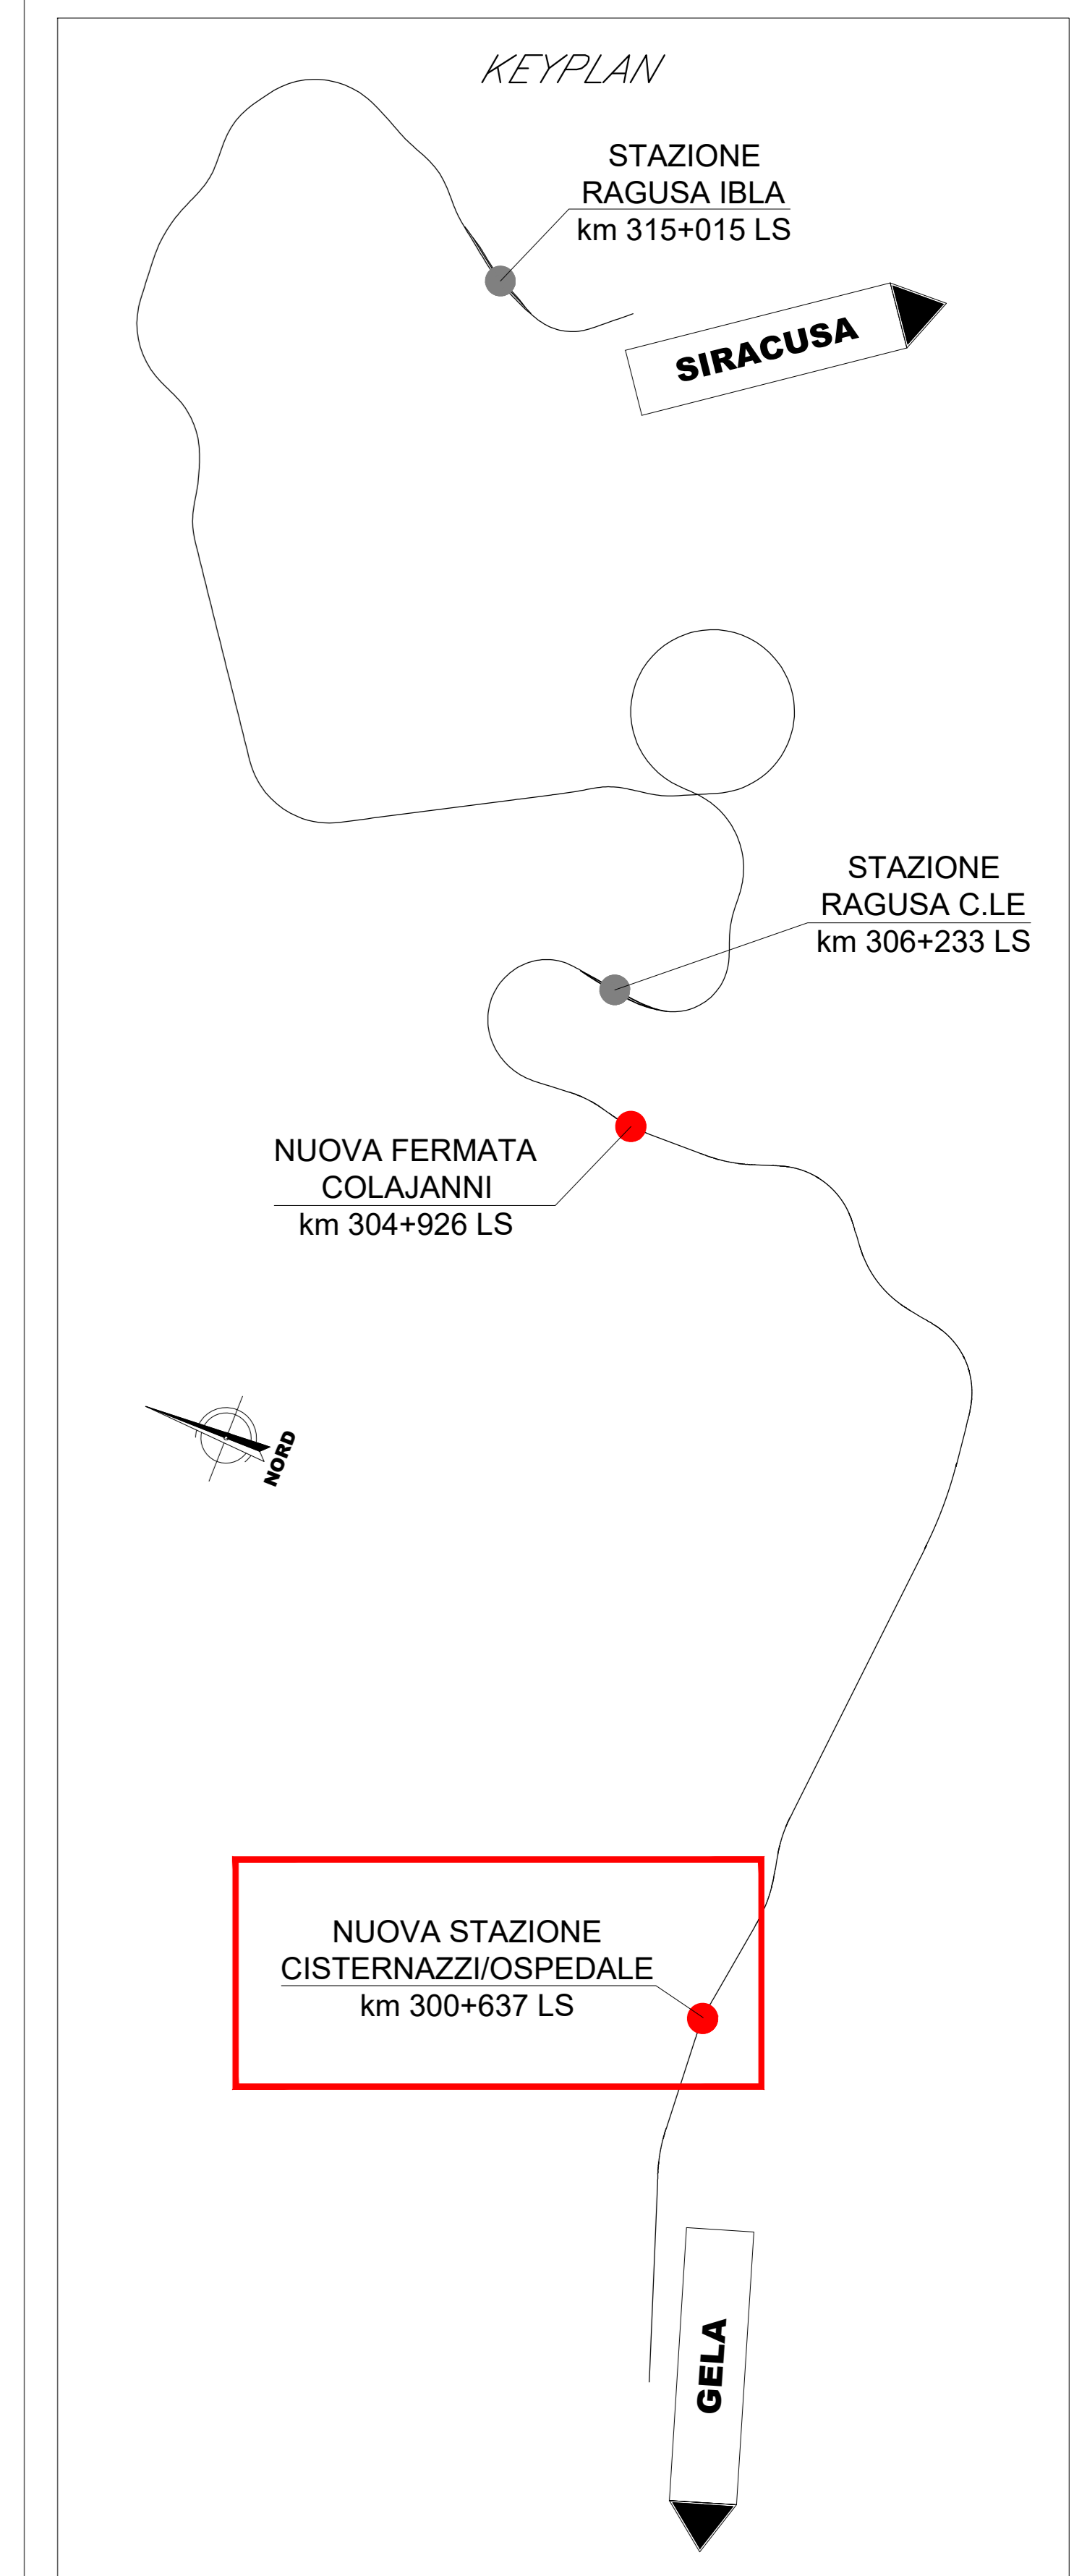 KEYPLAN
STAZIONE
RAGUSA IBLA
km 315+015 LS
SIRACUSA
STAZIONE
RAGUSA C.LE
km 306+233 LS
NUOVA FERMATA
COLAJANNI
km 304+926 LS
NORD
NUOVA STAZIONE
CISTERNAZZI/OSPEDALE
km 300+637 LS
GELA